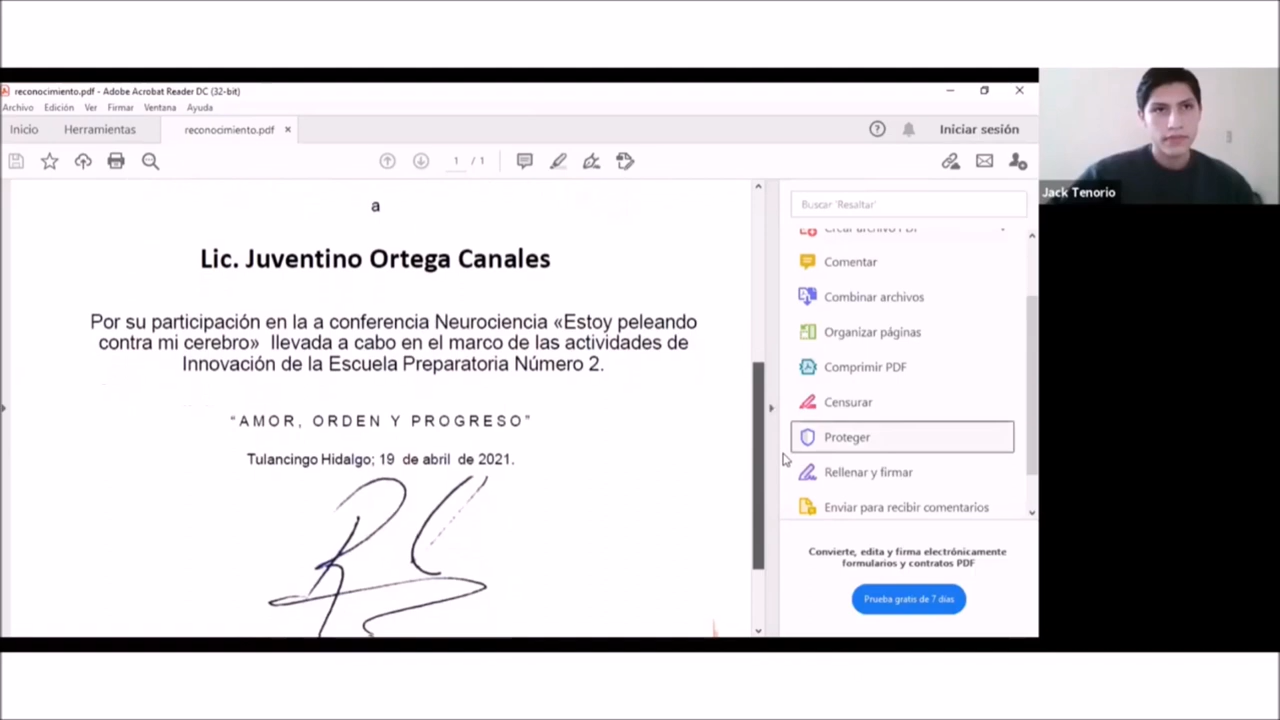 reconocimiento.pdf - Adobe Acrobat Reader DC (32-bit)
Archivo Edición Ver Firmar Ventana Ayuda
Inicio Herramientas reconocimiento.pdf × Iniciar sesión
1 / 1
Jack Tenorio
a
Lic. Juventino Ortega Canales
Por su participación en la a conferencia Neurociencia «Estoy peleando
contra mi cerebro» llevada a cabo en el marco de las actividades de
Innovación de la Escuela Preparatoria Número 2.
"AMOR, ORDEN Y PROGRESO"
Tulancingo Hidalgo; 19 de abril de 2021.
Buscar 'Resaltar'
Crear archivo PDF
Comentar
Combinar archivos
Organizar páginas
Comprimir PDF
Censurar
Proteger
Rellenar y firmar
Enviar para recibir comentarios
Convierte, edita y firma electrónicamente
formularios y contratos PDF
Prueba gratis de 7 días